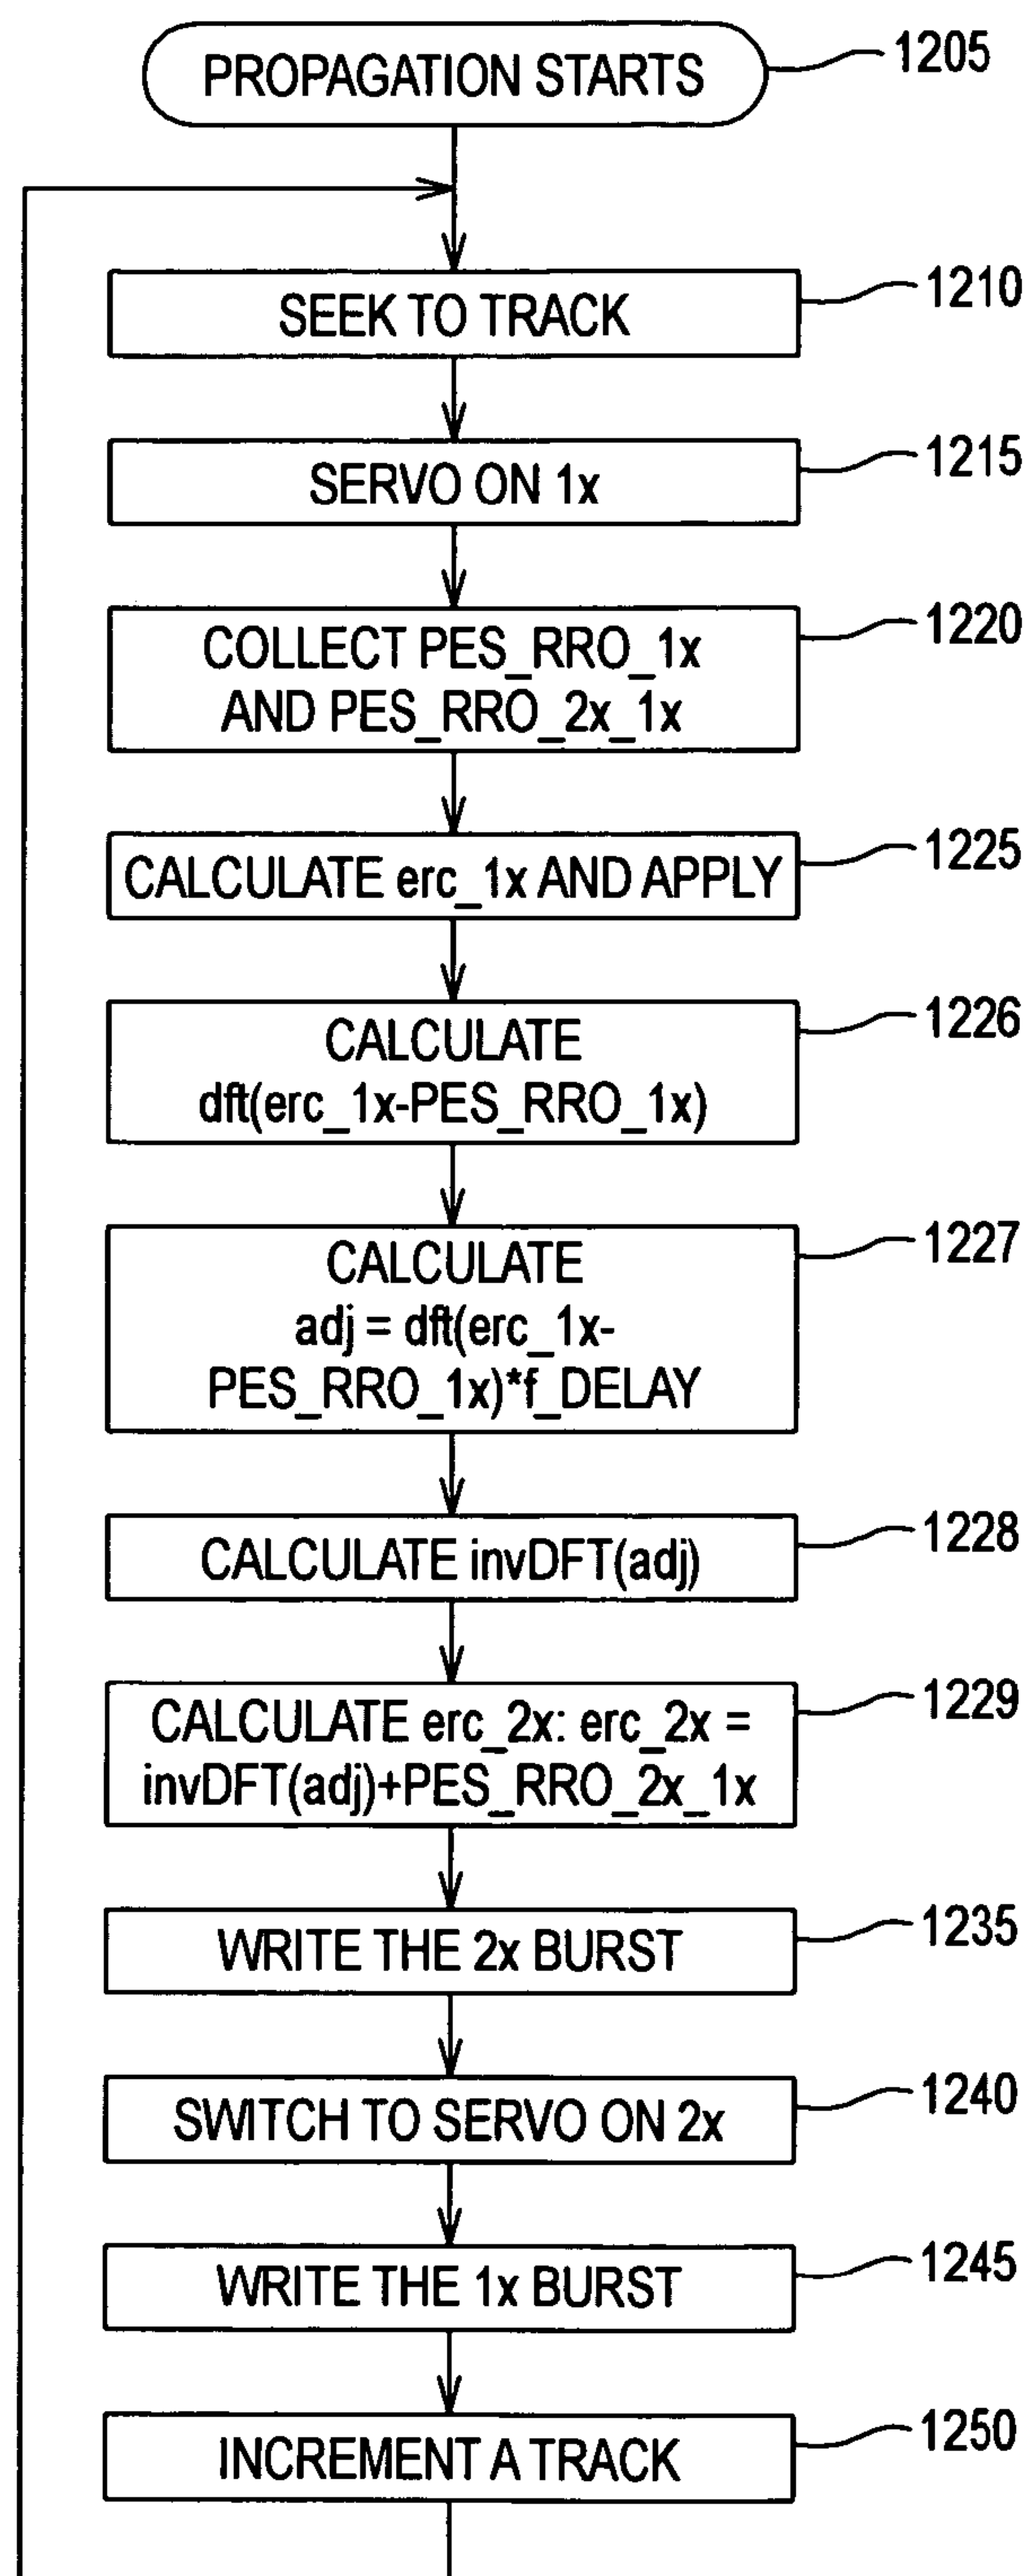 PROPAGATION STARTS
1205
SEEK TO TRACK
1210
SERVO ON 1x
1215
COLLECT PES_RRO_1x
AND PES_RRO_2x_1x
1220
CALCULATE erc_1x AND APPLY
1225
CALCULATE
dft(erc_1x-PES_RRO_1x)
1226
CALCULATE
adj = dft(erc_1x-
PES_RRO_1x)*f_DELAY
1227
CALCULATE invDFT(adj)
1228
CALCULATE erc_2x: erc_2x =
invDFT(adj)+PES_RRO_2x_1x
1229
WRITE THE 2x BURST
1235
SWITCH TO SERVO ON 2x
1240
WRITE THE 1x BURST
1245
INCREMENT A TRACK
1250